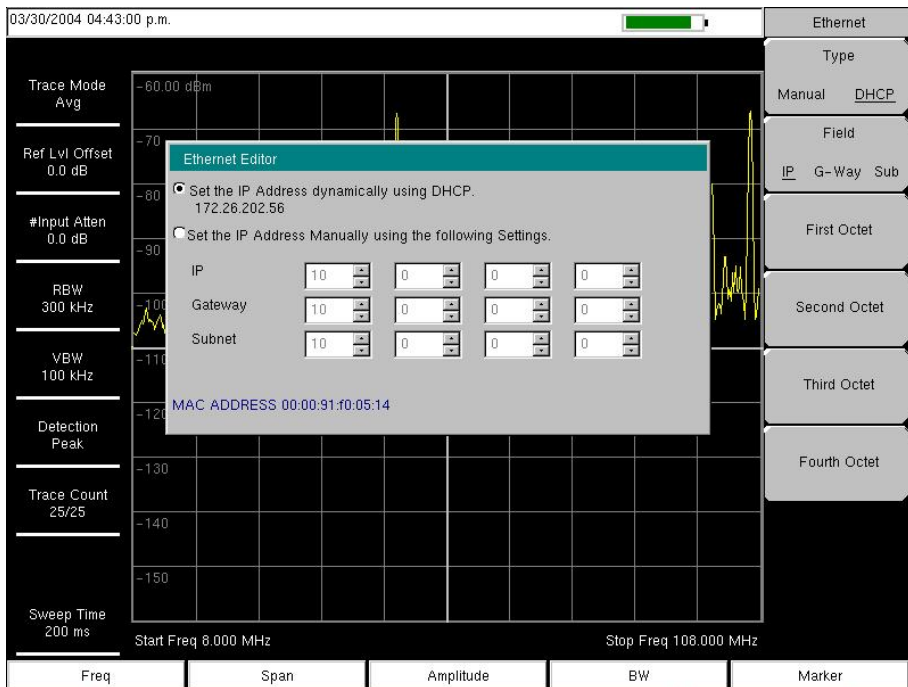 03/30/2004 04:43:00 p.m.
Ethernet
Type
Manual DHCP
Field
IP G-Way Sub
First Octet
Second Octet
Third Octet
Fourth Octet
Trace Mode
Avg
Ref Lvl Offset
0.0 dB
#Input Atten
0.0 dB
RBW
300 kHz
VBW
100 kHz
Detection
Peak
Trace Count
25/25
Sweep Time
200 ms
-60.00 dBm
-70
-80
-90
-100
-110
-120
-130
-140
-150
Ethernet Editor
Set the IP Address dynamically using DHCP.
172.26.202.56
Set the IP Address Manually using the following Settings.
IP 10 0 0 0
Gateway 10 0 0 0
Subnet 10 0 0 0
MAC ADDRESS 00:00:91:f0:05:14
Start Freq 8.000 MHz Stop Freq 108.000 MHz
Freq Span Amplitude BW Marker